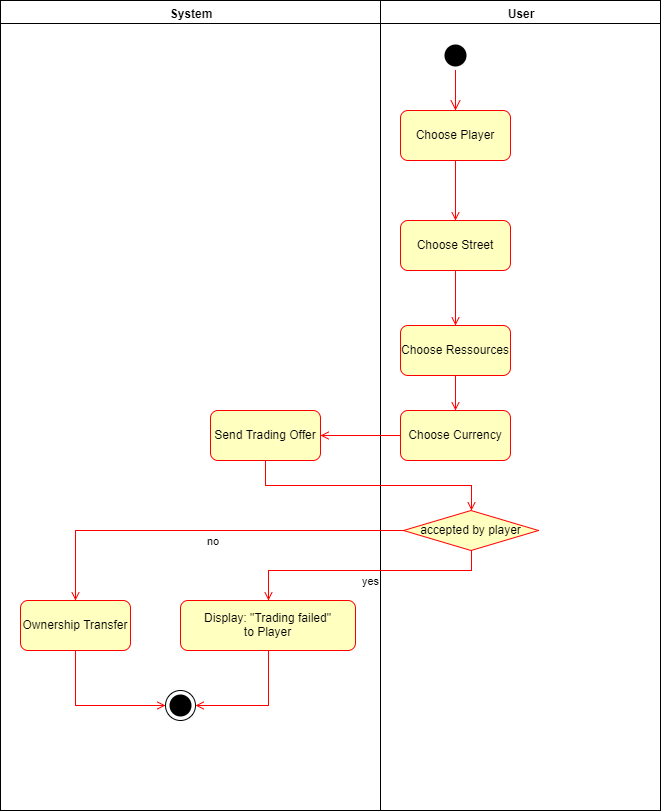 System
User
Choose Player
Choose Street
Choose Ressources
Send Trading Offer
Choose Currency
accepted by player
no
yes
Ownership Transfer
Display: "Trading failed"
to Player